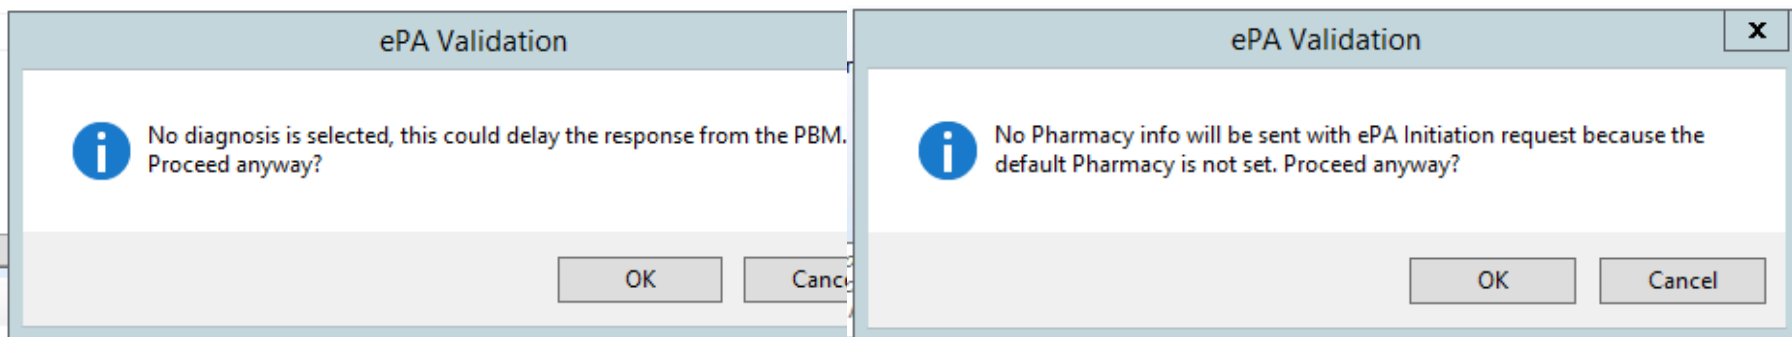 ePA Validation
No diagnosis is selected, this could delay the response from the PBM.
Proceed anyway?
OK
Canc
ePA Validation
X
No Pharmacy info will be sent with ePA Initiation request because the
default Pharmacy is not set. Proceed anyway?
OK
Cancel